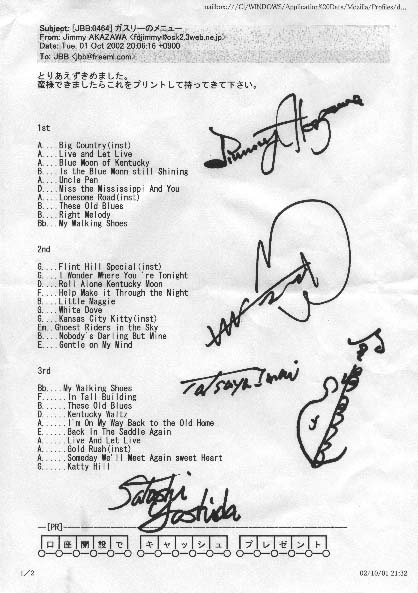 mailbox:///C|/WINDOWS/Application%20Data/Mozilla/Profiles/d...
Subject: [JBB:0464] ガスリーのメニュー
From: Jimmy AKAZAWA <fdjimmy@osk2.3web.ne.jp>
Date: Tue, 01 Oct 2002 20:06:16 +0900
To: JBB <jbb@freeml.com>
とりあえずきめました。
皆様できましたらこれをプリントして持ってきて下さい。
1st
A....Big Country(inst)
A....Live and Let Live
A....Blue Moon of Kentucky
B....Is the Blue Monn still Shining
A....Uncle Pen
D....Miss the Mississippi And You
A....Lonesome Road(inst)
B....These Old Blues
B....Right Melody
Bb...My Walking Shoes
Jimmy Akazawa
2nd
G....Flint Hill Special(inst)
G....I Wonder Where You're Tonight
D....Roll Alone Kentucky Moon
F....Help Make it Through the Night
B....Little Maggie
G....White Dove
G....Kansas City Kitty(inst)
Em..Ghoest Riders in the Sky
B....Nobody's Darling But Mine
E....Gentle on My Mind
3rd
Bb....My Walking Shoes
F......In Tall Building
B......These Old Blues
D......Kentucky Waltz
A......I'm On My Way Back to the Old Home
E......Back In The Saddle Again
A......Live And Let Live
A......Gold Rush(inst)
A......Someday We'll Meet Again sweet Heart
G......Katty Hill
Tatsuya Imai
Satoshi Yoshida
[PR]
口座開設で キャッシュ プレゼント
1/2
02/10/01 21:32